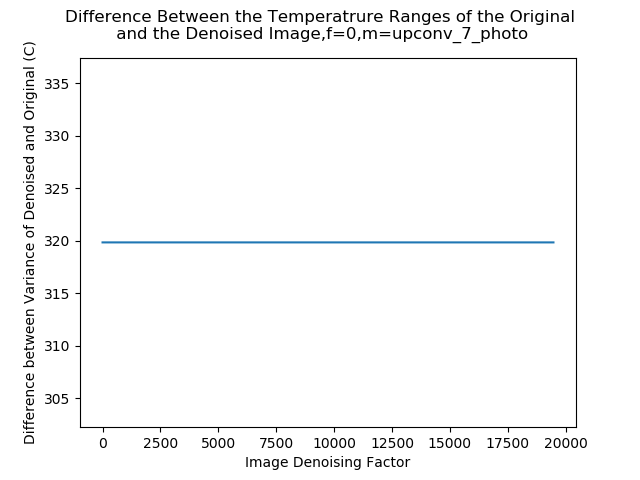 Difference Between the Temperatrure Ranges of the Original
and the Denoised Image,f=0,m=upconv_7_photo
Difference between Variance of Denoised and Original (C)
335
330
325
320
315
310
305
0 2500 5000 7500 10000 12500 15000 17500 20000
Image Denoising Factor